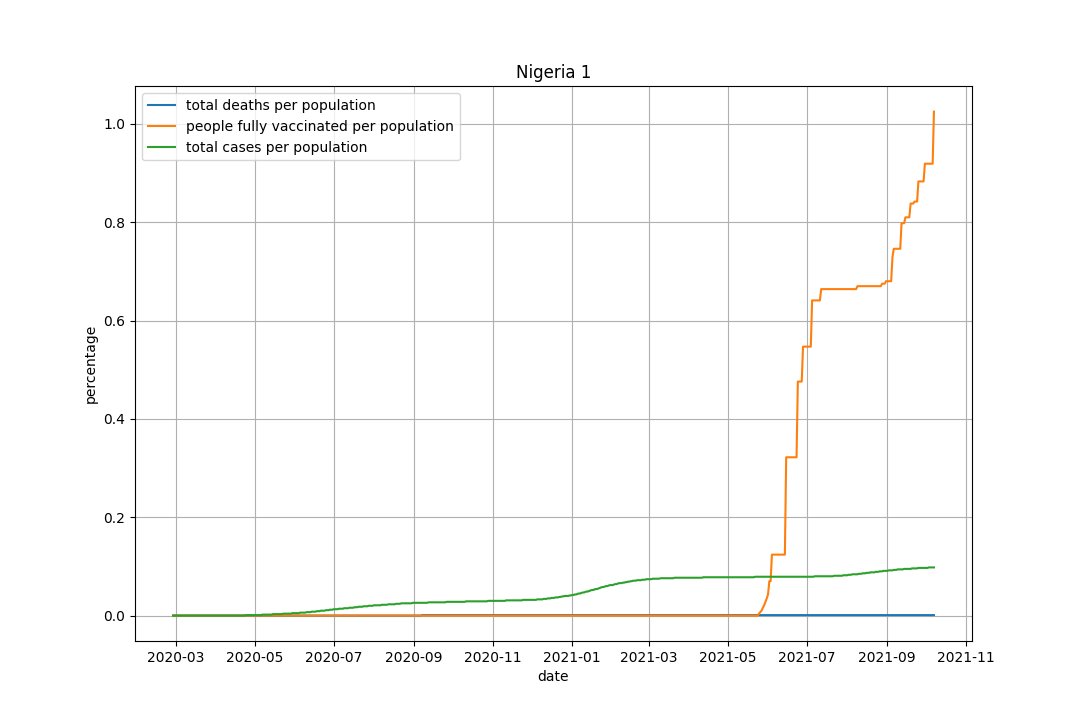 Nigeria 1
total deaths per population
people fully vaccinated per population
total cases per population
percentage
1.0
0.8
0.6
0.4
0.2
0.0
2020-03 2020-05 2020-07 2020-09 2020-11 2021-01 2021-03 2021-05 2021-07 2021-09 2021-11
date